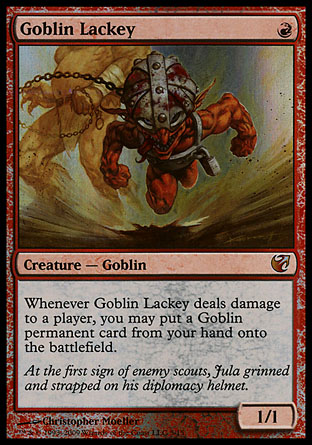 Goblin Lackey
Creature — Goblin
Whenever Goblin Lackey deals damage
to a player, you may put a Goblin
permanent card from your hand onto
the battlefield.
At the first sign of enemy scouts, Jula grinned
and strapped on his diplomacy helmet.
Christopher Moeller
1/1